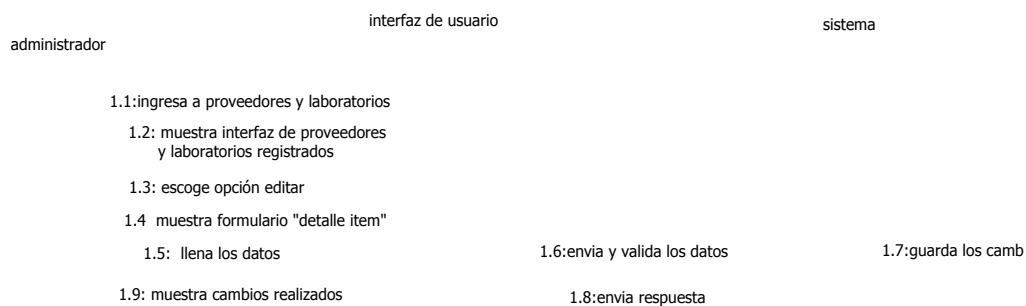 interfaz de usuario
sistema
administrador
1.1:ingresa a proveedores y laboratorios
1.2: muestra interfaz de proveedores
y laboratorios registrados
1.3: escoge opción editar
1.4 muestra formulario "detalle item"
1.5: llena los datos
1.6:envia y valida los datos
1.7:guarda los camb
1.9: muestra cambios realizados
1.8:envia respuesta